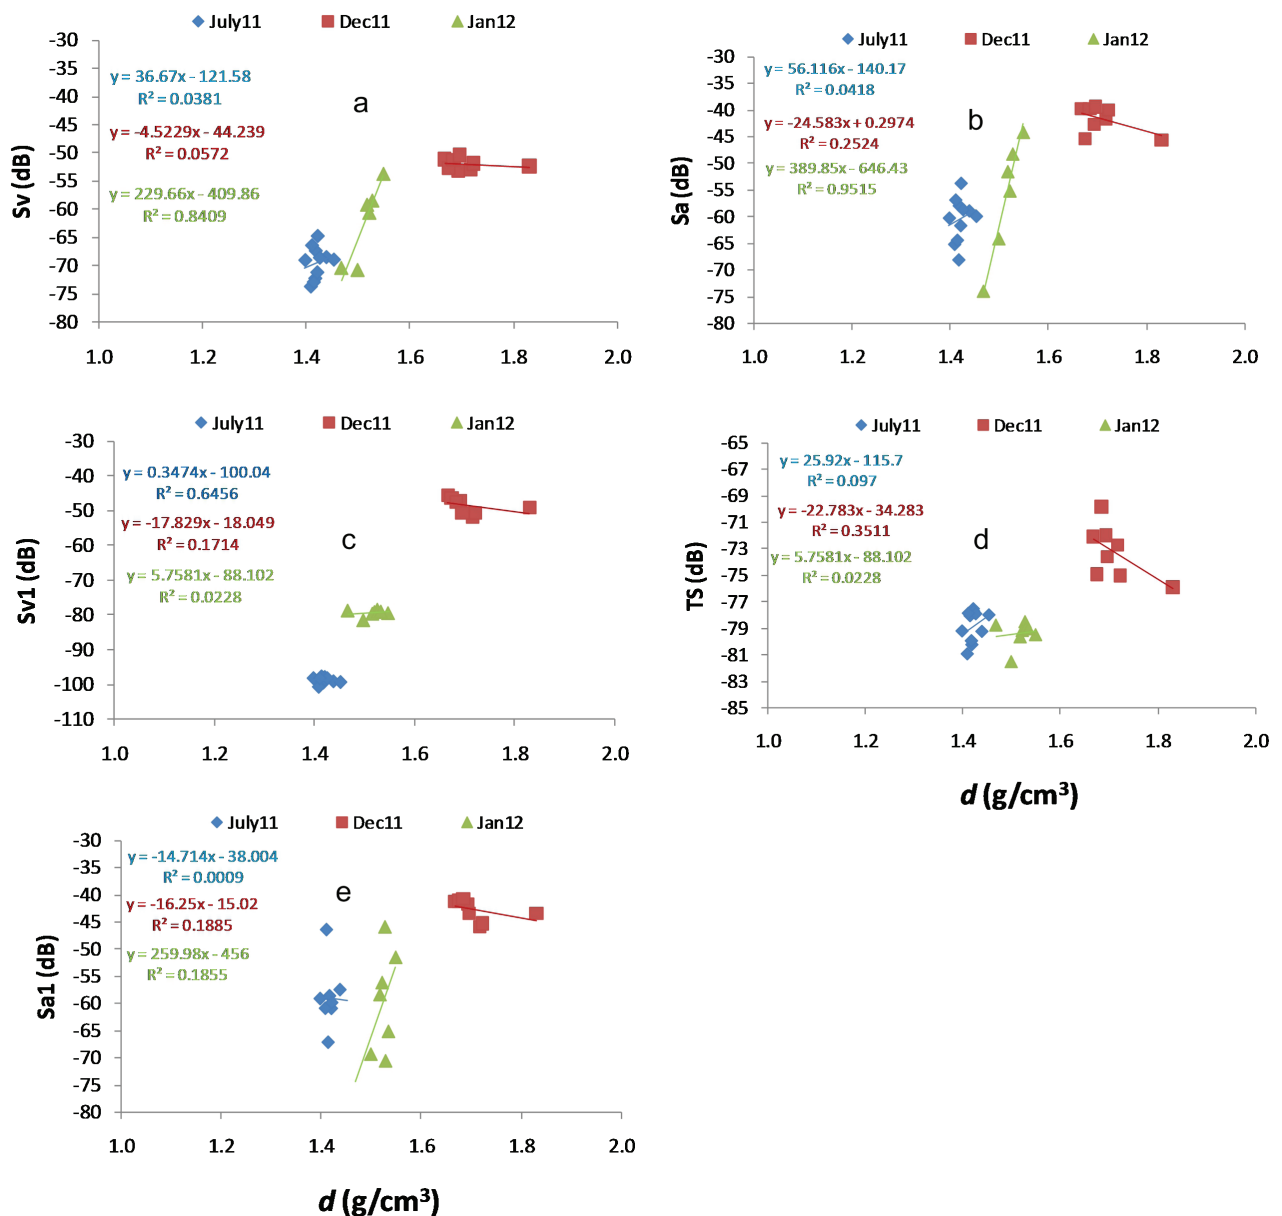 July11 Dec11 Jan12
Sv (dB)
-30
-35
-40
-45
-50
-55
-60
-65
-70
-75
-80
y = 36.67x - 121.58
R² = 0.0381
y = -4.5229x - 44.239
R² = 0.0572
y = 229.66x - 409.86
R² = 0.8409
a
1.0 1.2 1.4 1.6 1.8 2.0
July11 Dec11 Jan12
Sa (dB)
-30
-35
-40
-45
-50
-55
-60
-65
-70
-75
-80
y = 56.116x - 140.17
R² = 0.0418
y = -24.583x + 0.2974
R² = 0.2524
y = 389.85x - 646.43
R² = 0.9515
b
1.0 1.2 1.4 1.6 1.8 2.0
July11 Dec11 Jan12
Sv1 (dB)
-30
-40
-50
-60
-70
-80
-90
-100
-110
y = 0.3474x - 100.04
R² = 0.6456
y = -17.829x - 18.049
R² = 0.1714
y = 5.7581x - 88.102
R² = 0.0228
c
1.0 1.2 1.4 1.6 1.8 2.0
July11 Dec11 Jan12
TS (dB)
-65
-67
-69
-71
-73
-75
-77
-79
-81
-83
-85
y = 25.92x - 115.7
R² = 0.097
y = -22.783x - 34.283
R² = 0.3511
y = 5.7581x - 88.102
R² = 0.0228
d
1.0 1.2 1.4 1.6 1.8 2.0
d (g/cm³)
July11 Dec11 Jan12
Sa1 (dB)
-30
-35
-40
-45
-50
-55
-60
-65
-70
-75
-80
y = -14.714x - 38.004
R² = 0.0009
y = -16.25x - 15.02
R² = 0.1885
y = 259.98x - 456
R² = 0.1855
e
1.0 1.2 1.4 1.6 1.8 2.0
d (g/cm³)